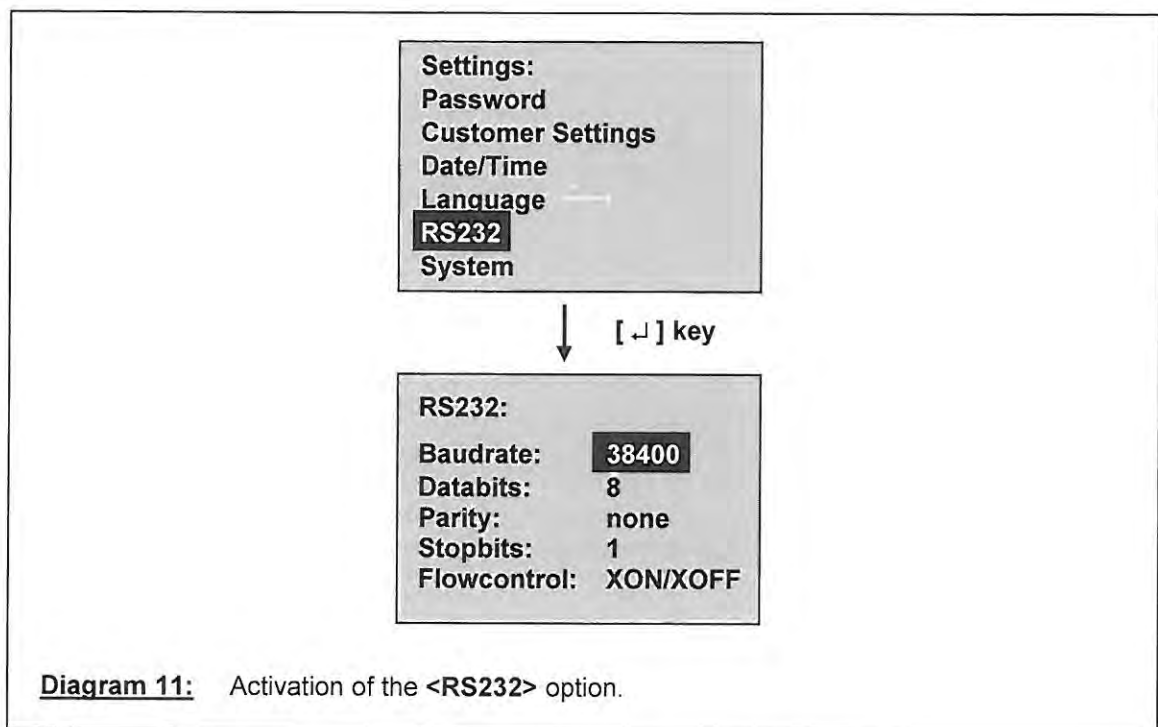 Settings:
Password
Customer Settings
Date/Time
Language
RS232
System
[ ↵ ] key
RS232:
Baudrate: 38400
Databits: 8
Parity: none
Stopbits: 1
Flowcontrol: XON/XOFF
Diagram 11: Activation of the <RS232> option.